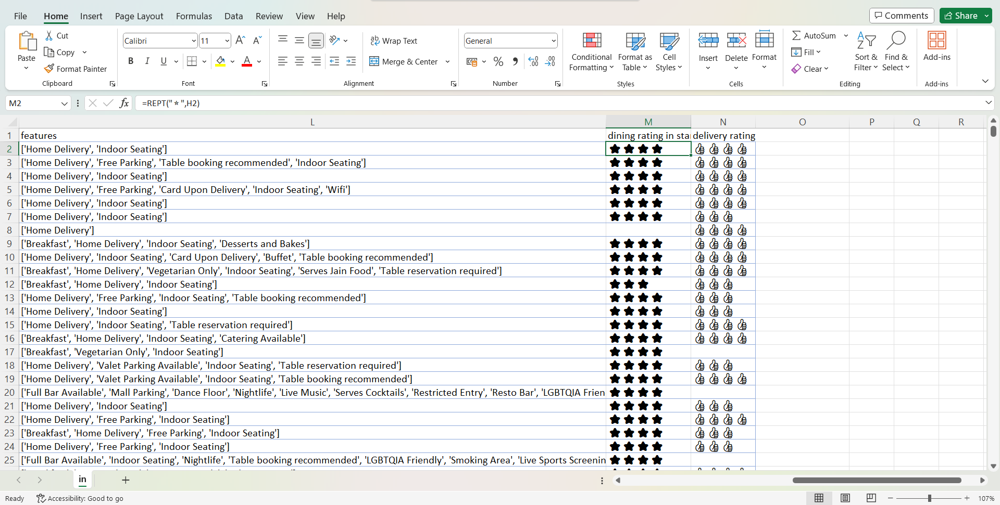 File Home Insert Page Layout Formulas Data Review View Help Comments Share
Paste Cut Copy Format Painter Clipboard
Calibri 11 B I U A Font
Wrap Text Merge & Center Alignment
General % Number
Conditional Formatting Format as Table Cell Styles Styles
Insert Delete Format Cells
AutoSum Fill Clear Sort & Filter Find & Select Editing
Add-ins Add-ins
M2 fx =REPT("★",H2)
L M N O P Q R
1 features dining rating in sta delivery rating
2 ['Home Delivery', 'Indoor Seating'] ★★★★ 👍👍👍👍
3 ['Home Delivery', 'Free Parking', 'Table booking recommended', 'Indoor Seating'] ★★★★ 👍👍👍👍
4 ['Home Delivery', 'Indoor Seating'] ★★★★ 👍👍👍👍
5 ['Home Delivery', 'Free Parking', 'Card Upon Delivery', 'Indoor Seating', 'Wifi'] ★★★★ 👍👍👍👍
6 ['Home Delivery', 'Indoor Seating'] ★★★★ 👍👍👍👍
7 ['Home Delivery', 'Indoor Seating'] ★★★★ 👍👍👍
8 ['Home Delivery'] 👍👍👍👍
9 ['Breakfast', 'Home Delivery', 'Indoor Seating', 'Desserts and Bakes'] ★★★★ 👍👍👍👍
10 ['Home Delivery', 'Indoor Seating', 'Card Upon Delivery', 'Buffet', 'Table booking recommended'] ★★★★ 👍👍👍👍
11 ['Breakfast', 'Home Delivery', 'Vegetarian Only', 'Indoor Seating', 'Serves Jain Food', 'Table reservation required'] ★★★★ 👍👍👍👍
12 ['Breakfast', 'Home Delivery', 'Indoor Seating'] ★★★ 👍👍👍
13 ['Home Delivery', 'Free Parking', 'Indoor Seating', 'Table booking recommended'] ★★★★ 👍👍👍
14 ['Home Delivery', 'Indoor Seating'] ★★★★ 👍👍👍
15 ['Home Delivery', 'Indoor Seating', 'Table reservation required'] ★★★★ 👍👍👍👍
16 ['Breakfast', 'Home Delivery', 'Indoor Seating', 'Catering Available'] ★★★★ 👍👍👍👍
17 ['Breakfast', 'Vegetarian Only', 'Indoor Seating'] ★★★★
18 ['Home Delivery', 'Valet Parking Available', 'Indoor Seating', 'Table reservation required'] ★★★★ 👍👍👍
19 ['Home Delivery', 'Valet Parking Available', 'Indoor Seating', 'Table booking recommended'] ★★★★ 👍👍👍👍
20 ['Full Bar Available', 'Mall Parking', 'Dance Floor', 'Nightlife', 'Live Music', 'Serves Cocktails', 'Restricted Entry', 'Resto Bar', 'LGBTQIA Frien ★★★★
21 ['Home Delivery', 'Indoor Seating'] ★★★★ 👍👍👍
22 ['Home Delivery', 'Free Parking', 'Indoor Seating'] ★★★★ 👍👍👍👍
23 ['Breakfast', 'Home Delivery', 'Free Parking', 'Indoor Seating'] ★★★★ 👍👍👍
24 ['Home Delivery', 'Free Parking', 'Indoor Seating'] ★★★★ 👍👍👍
25 ['Full Bar Available', 'Indoor Seating', 'Nightlife', 'Table booking recommended', 'LGBTQIA Friendly', 'Smoking Area', 'Live Sports Screenin ★★★★
in
Ready Accessibility: Good to go 107%